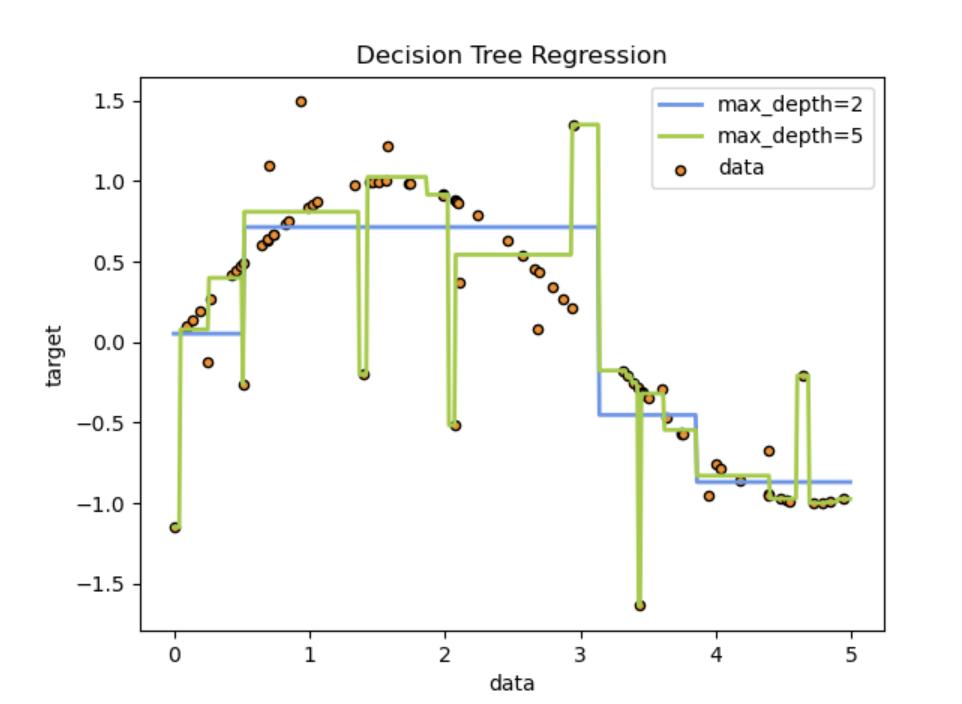 Decision Tree Regression
max_depth=2
max_depth=5
data
1.5
1.0
0.5
0.0
−0.5
−1.0
−1.5
target
0 1 2 3 4 5
data